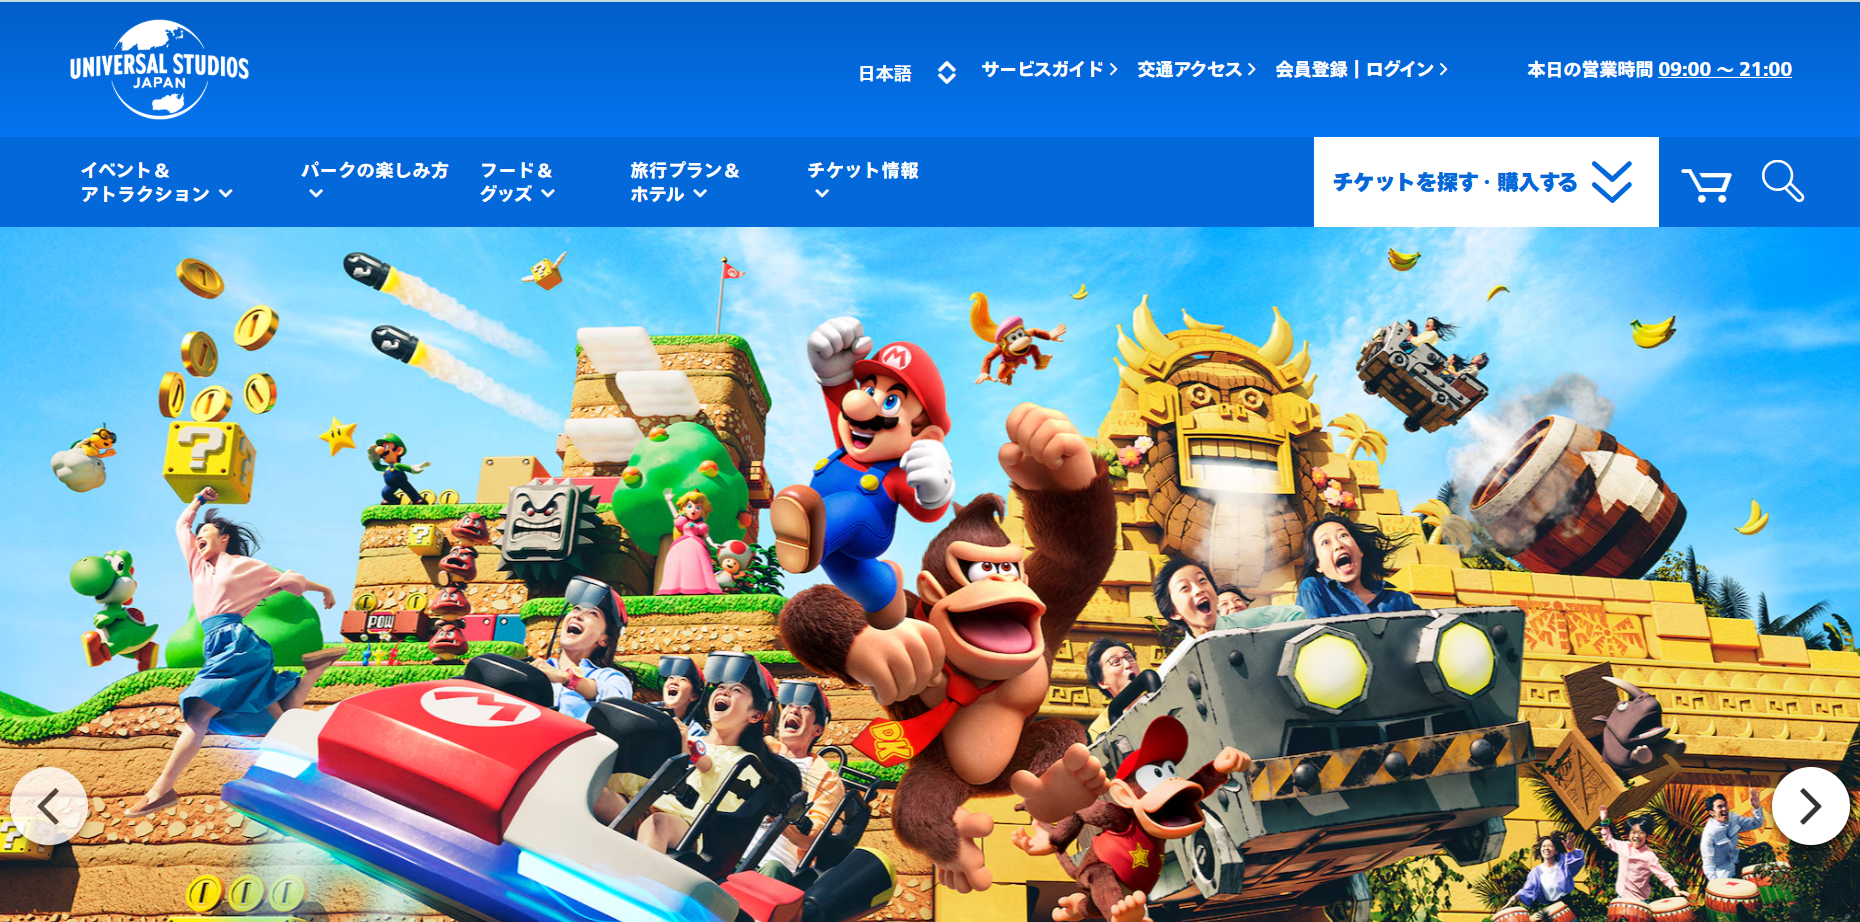 UNIVERSAL STUDIOS
JAPAN
日本語
サービスガイド
交通アクセス
会員登録 | ログイン
本日の営業時間 09:00 ～ 21:00
イベント＆
アトラクション
パークの楽しみ方
フード＆
グッズ
旅行プラン＆
ホテル
チケット情報
チケットを探す・購入する
M
?
?
POW
M
DK